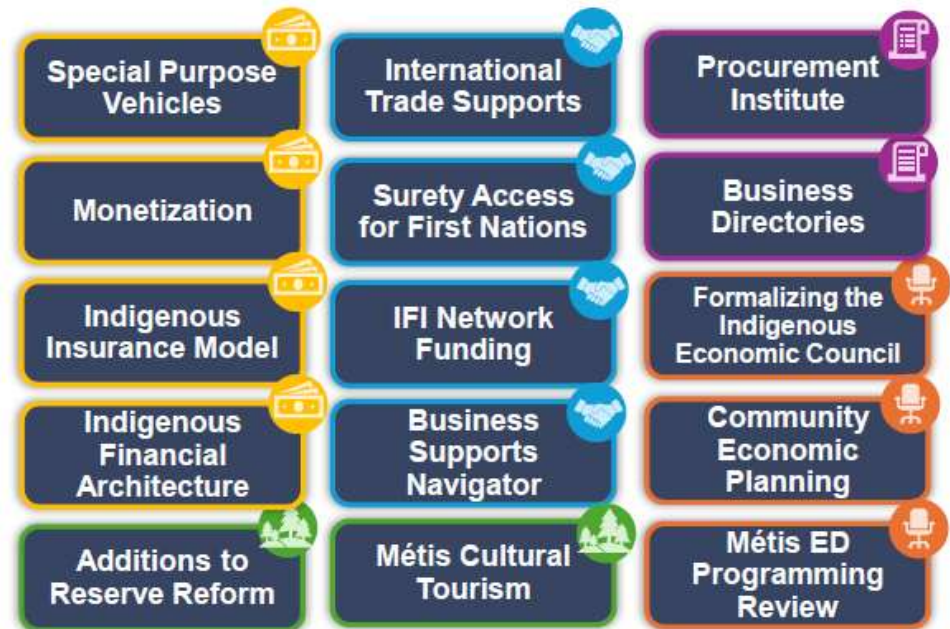 Special Purpose
Vehicles
International
Trade Supports
Procurement
Institute
Monetization
Surety Access
for First Nations
Business
Directories
Indigenous
Insurance Model
IFI Network
Funding
Formalizing the
Indigenous
Economic Council
Indigenous
Financial
Architecture
Business
Supports
Navigator
Community
Economic
Planning
Additions to
Reserve Reform
Métis Cultural
Tourism
Métis ED
Programming
Review